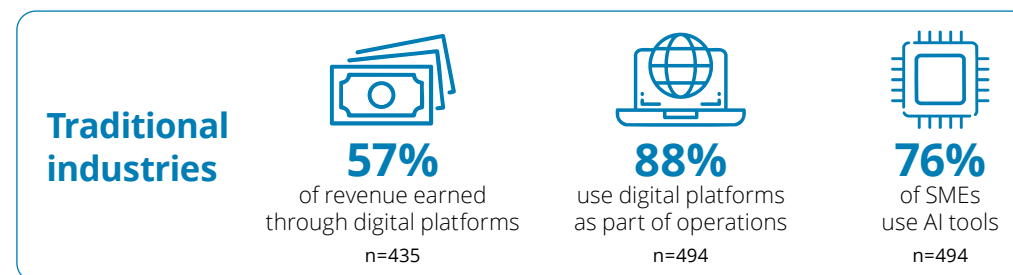 Traditional
industries
57%
of revenue earned
through digital platforms
n=435
88%
use digital platforms
as part of operations
n=494
76%
of SMEs
use AI tools
n=494